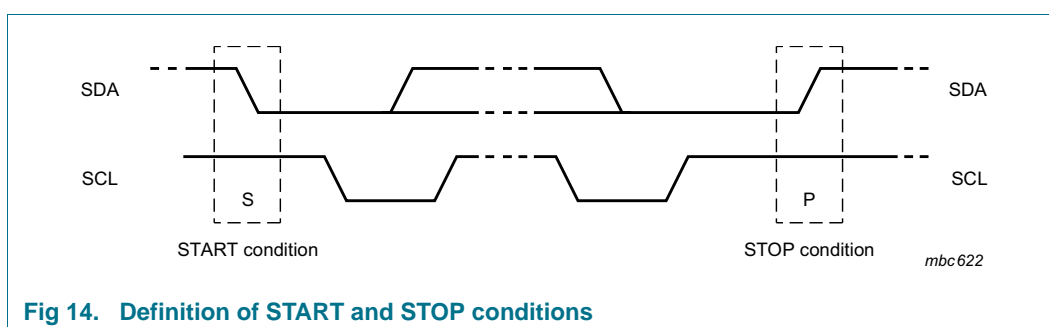 SDA SDA
SCL SCL
S P
START condition STOP condition
mbc622
Fig 14. Definition of START and STOP conditions